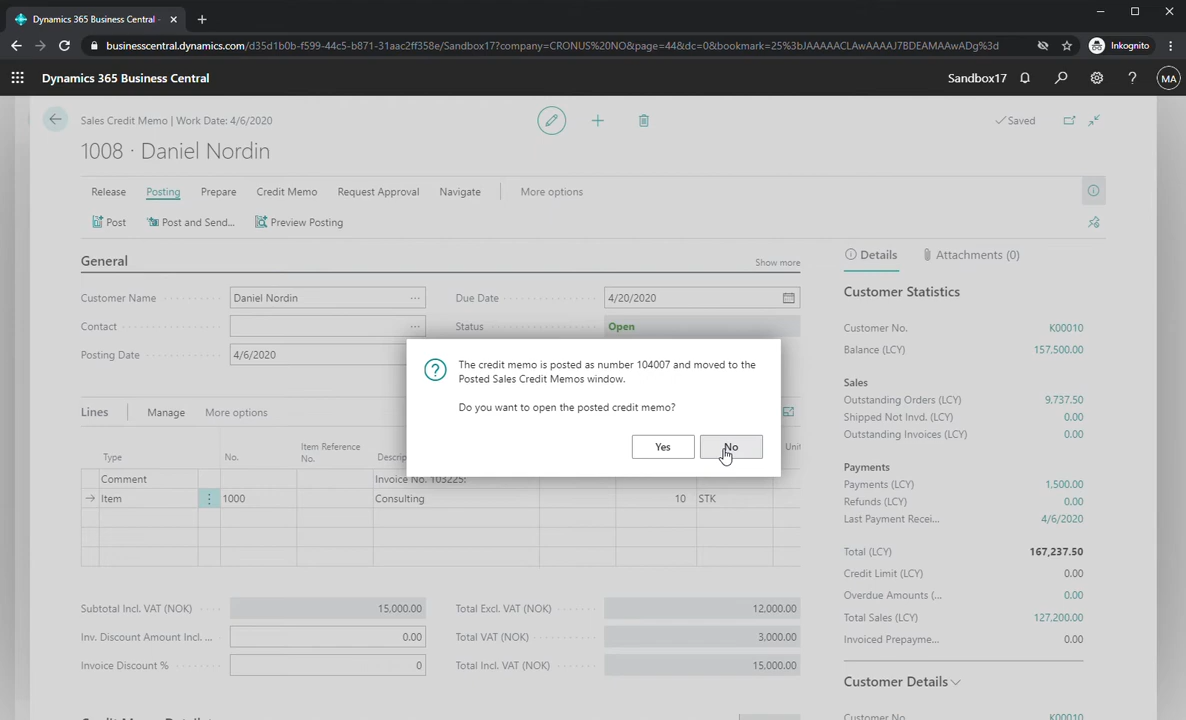 Dynamics 365 Business Central -
businesscentral.dynamics.com/d35d1b0b-f599-44c5-b871-31aac2ff358e/Sandbox17?company=CRONUS%20NO&page=44&dc=0&bookmark=25%3bJAAAAACLAwAAAAJ7BDEAMAAwADg%3d
Inkognito
Dynamics 365 Business Central
Sandbox17
MA
Sales Credit Memo | Work Date: 4/6/2020
Saved
1008 · Daniel Nordin
Release Posting Prepare Credit Memo Request Approval Navigate More options
Post Post and Send... Preview Posting
General
Show more
Customer Name Daniel Nordin
Due Date 4/20/2020
Contact
Status Open
Posting Date 4/6/2020
The credit memo is posted as number 104007 and moved to the
Posted Sales Credit Memos window.
Do you want to open the posted credit memo?
Yes No
Lines Manage More options
Type No. Item Reference No.
Comment Invoice No. 103225:
Item 1000 Consulting 10 STK
Subtotal Incl. VAT (NOK) 15,000.00
Total Excl. VAT (NOK) 12,000.00
Inv. Discount Amount Incl. ... 0.00
Total VAT (NOK) 3,000.00
Invoice Discount % 0
Total Incl. VAT (NOK) 15,000.00
Details Attachments (0)
Customer Statistics
Customer No. K00010
Balance (LCY) 157,500.00
Sales
Outstanding Orders (LCY) 9,737.50
Shipped Not Invd. (LCY) 0.00
Outstanding Invoices (LCY) 0.00
Payments
Payments (LCY) 1,500.00
Refunds (LCY) 0.00
Last Payment Recei... 4/6/2020
Total (LCY) 167,237.50
Credit Limit (LCY) 0.00
Overdue Amounts (... 0.00
Total Sales (LCY) 127,200.00
Invoiced Prepayme... 0.00
Customer Details
Customer No. K00010